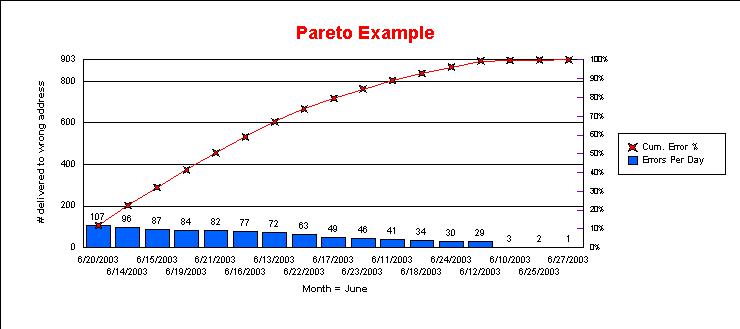 Pareto Example
# delivered to wrong address
903
800
600
400
200
0
107 96 87 84 82 77 72 63 49 46 41 34 30 29 3 2 1
100%
90%
80%
70%
60%
50%
40%
30%
20%
10%
0%
6/20/2003 6/15/2003 6/21/2003 6/13/2003 6/17/2003 6/11/2003 6/24/2003 6/10/2003 6/27/2003
6/14/2003 6/19/2003 6/16/2003 6/22/2003 6/23/2003 6/18/2003 6/12/2003 6/25/2003
Month = June
Cum. Error %
Errors Per Day